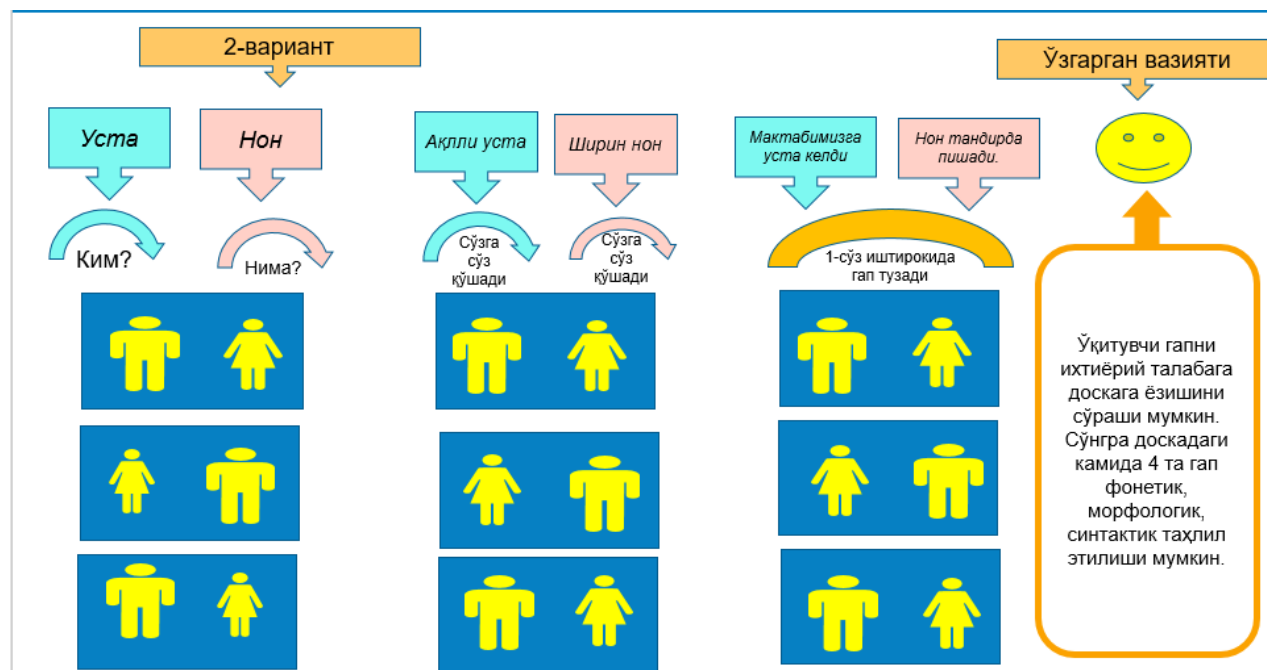 2-вариант
Ўзгарган вазияти
Уста
Нон
Ақлли уста
Ширин нон
Мактабимизга
уста келди
Нон тандирда
пишади.
Ким?
Нима?
Сўзга
сўз
қўшади
Сўзга
сўз
қўшади
1-сўз иштирокида
гап тузади
Ўқитувчи гапни
ихтиёрий талабага
доскага ёзишини
сўраши мумкин.
Сўнгра доскадаги
камида 4 та гап
фонетик,
морфологик,
синтактик таҳлил
этилиши мумкин.